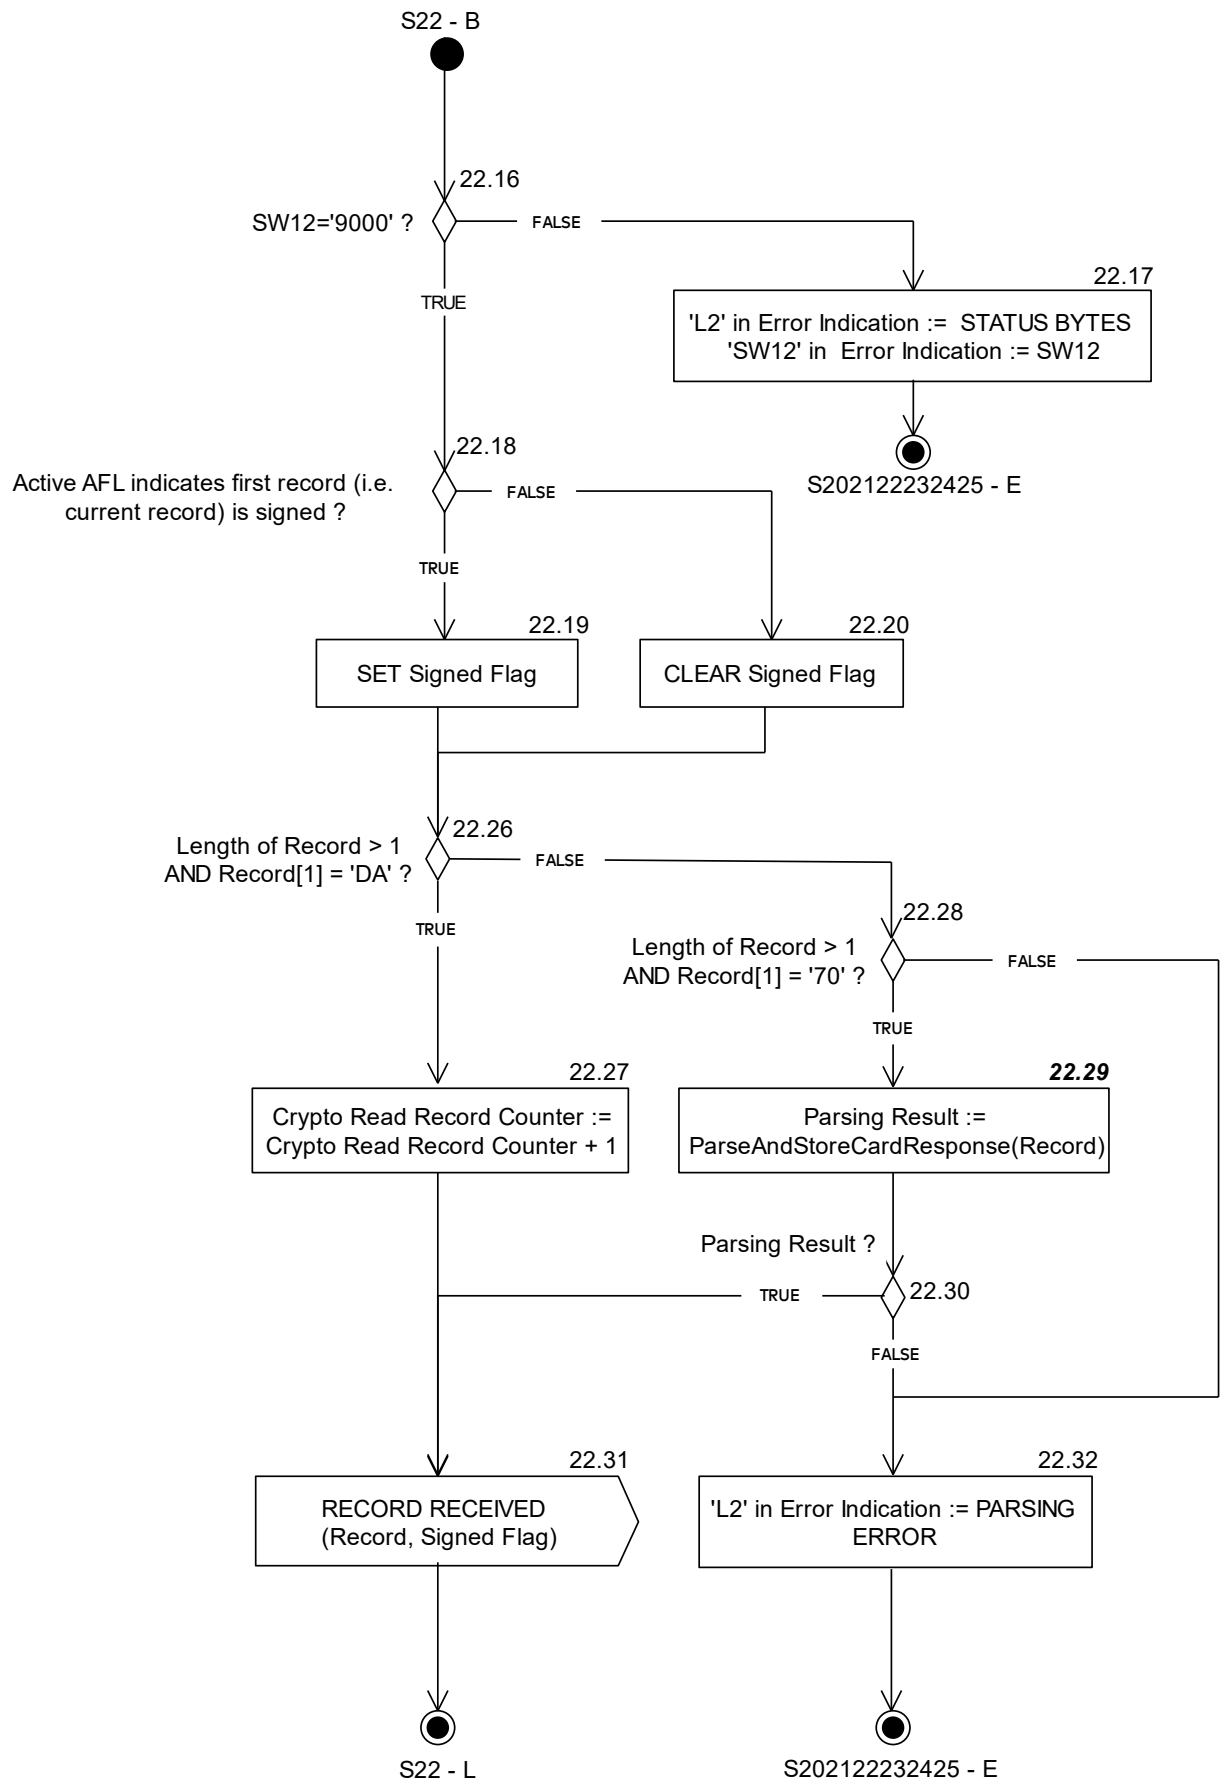 S22 - B
22.16
SW12='9000' ?
FALSE
22.17
TRUE
'L2' in Error Indication := STATUS BYTES
'SW12' in Error Indication := SW12
22.18
Active AFL indicates first record (i.e.
current record) is signed ?
FALSE
S202122232425 - E
TRUE
22.19
22.20
SET Signed Flag
CLEAR Signed Flag
22.26
Length of Record > 1
AND Record[1] = 'DA' ?
FALSE
22.28
TRUE
Length of Record > 1
AND Record[1] = '70' ?
FALSE
TRUE
22.27
22.29
Crypto Read Record Counter :=
Crypto Read Record Counter + 1
Parsing Result :=
ParseAndStoreCardResponse(Record)
Parsing Result ?
TRUE
22.30
FALSE
22.31
22.32
RECORD RECEIVED
(Record, Signed Flag)
'L2' in Error Indication := PARSING
ERROR
S22 - L
S202122232425 - E